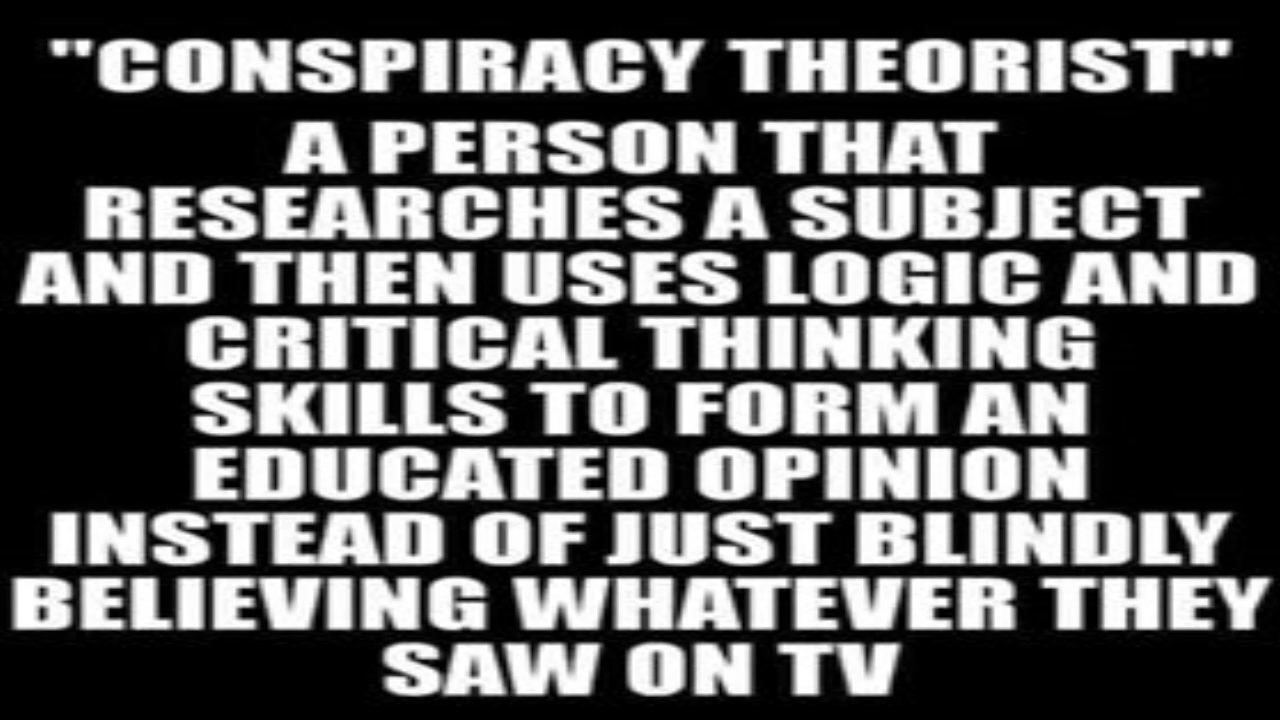 "CONSPIRACY THEORIST"
A PERSON THAT
RESEARCHES A SUBJECT
AND THEN USES LOGIC AND
CRITICAL THINKING
SKILLS TO FORM AN
EDUCATED OPINION
INSTEAD OF JUST BLINDLY
BELIEVING WHATEVER THEY
SAW ON TV